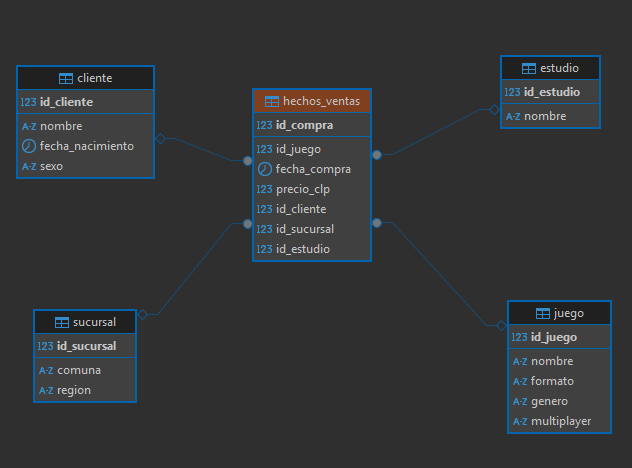 cliente
123 id_cliente
A-Z nombre
fecha_nacimiento
A-Z sexo
hechos_ventas
123 id_compra
123 id_juego
fecha_compra
123 precio_clp
123 id_cliente
123 id_sucursal
123 id_estudio
estudio
123 id_estudio
A-Z nombre
sucursal
123 id_sucursal
A-Z comuna
A-Z region
juego
123 id_juego
A-Z nombre
A-Z formato
A-Z genero
A-Z multiplayer